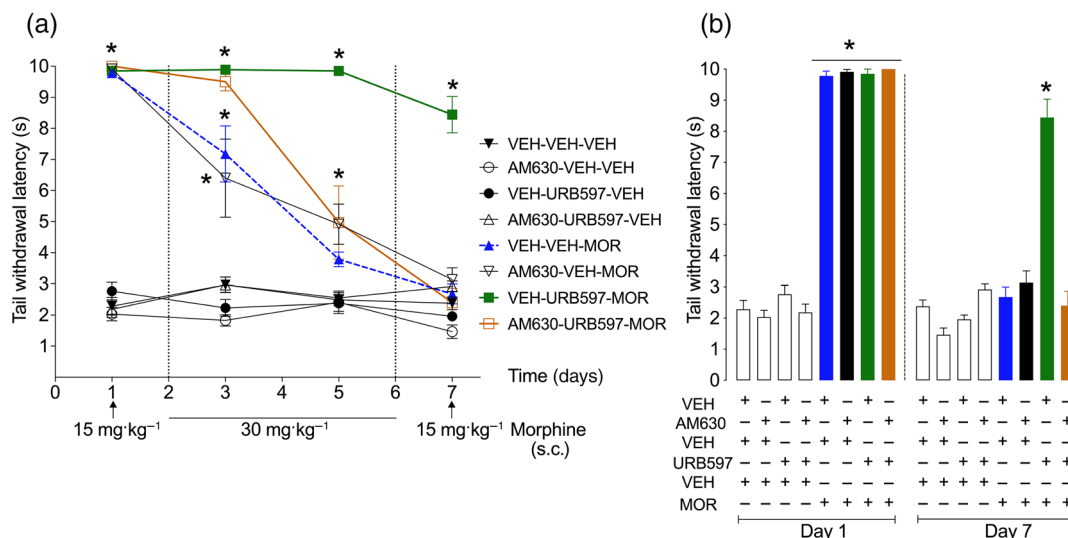 (a)
Tail withdrawal latency (s)
10
9
8
7
6
5
4
3
2
1
* * * *
* *
*
0 1 2 3 4 5 6 7
Time (days)
15 mg·kg⁻¹ 30 mg·kg⁻¹ 15 mg·kg⁻¹ Morphine
(s.c.)
VEH-VEH-VEH
AM630-VEH-VEH
VEH-URB597-VEH
AM630-URB597-VEH
VEH-VEH-MOR
AM630-VEH-MOR
VEH-URB597-MOR
AM630-URB597-MOR
(b)
Tail withdrawal latency (s)
10
9
8
7
6
5
4
3
2
1
0
* *
VEH + – + – + – + – + – + – + – + –
AM630 – + – + – + – + – + – + – + – +
VEH + + – – + + – – + + – – + + – –
URB597 – – + + – – + + – – + + – – + +
VEH + + + + – – – – + + + + – – – –
MOR – – – – + + + + – – – – + + + +
Day 1 Day 7